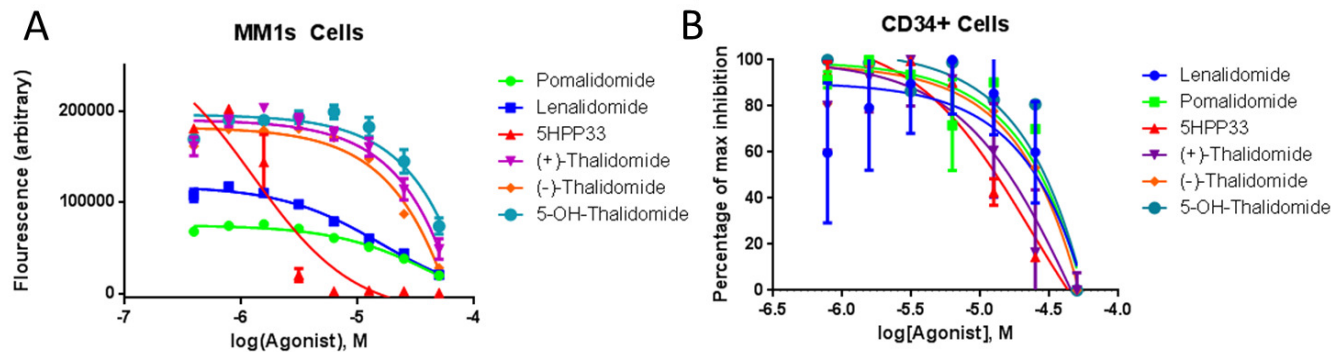 A
MM1s Cells
Flourescence (arbitrary)
200000
100000
0
-7
-6
-5
-4
log(Agonist), M
Pomalidomide
Lenalidomide
5HPP33
(+)-Thalidomide
(-)-Thalidomide
5-OH-Thalidomide
B
CD34+ Cells
Percentage of max inhibition
100
80
60
40
20
0
-6.5
-6.0
-5.5
-5.0
-4.5
-4.0
log[Agonist], M
Lenalidomide
Pomalidomide
5HPP33
(+)-Thalidomide
(-)-Thalidomide
5-OH-Thalidomide